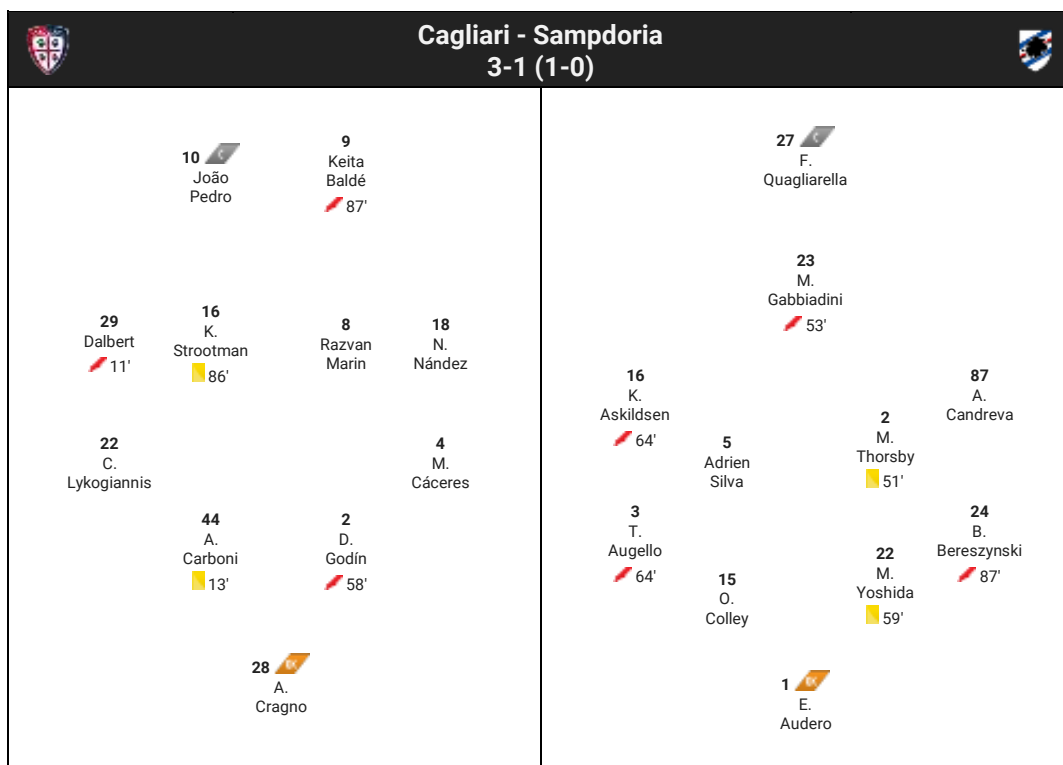 Cagliari - Sampdoria
3-1 (1-0)
10 C
João
Pedro
9
Keita
Baldé
87'
29
Dalbert
11'
16
K.
Strootman
86'
8
Razvan
Marin
18
N.
Nández
22
C.
Lykogiannis
4
M.
Cáceres
44
A.
Carboni
13'
2
D.
Godín
58'
28
A.
Cragno
27 C
F.
Quagliarella
23
M.
Gabbiadini
53'
16
K.
Askildsen
64'
5
Adrien
Silva
2
M.
Thorsby
51'
87
A.
Candreva
3
T.
Augello
64'
15
O.
Colley
22
M.
Yoshida
59'
24
B.
Bereszynski
87'
1
E.
Audero